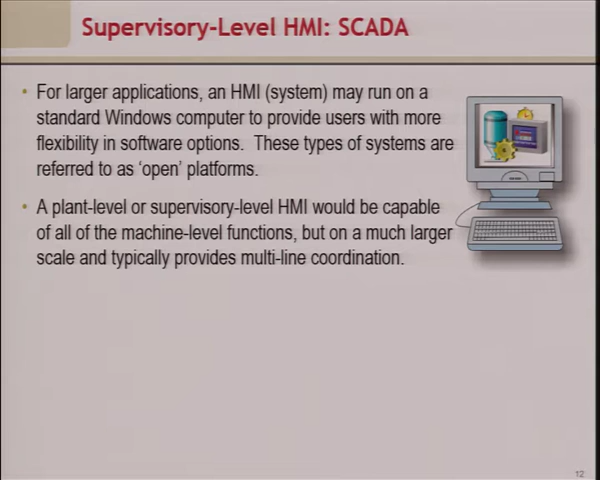 Supervisory-Level HMI: SCADA
• For larger applications, an HMI (system) may run on a
standard Windows computer to provide users with more
flexibility in software options. These types of systems are
referred to as 'open' platforms.
• A plant-level or supervisory-level HMI would be capable
of all of the machine-level functions, but on a much larger
scale and typically provides multi-line coordination.
12